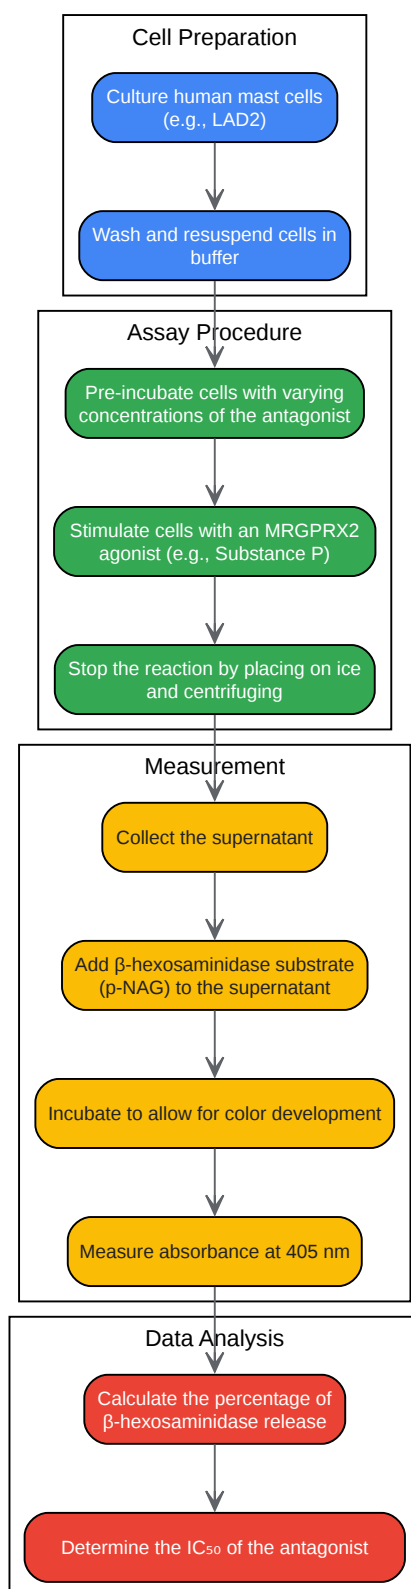 Cell Preparation
Culture human mast cells
(e.g., LAD2)
Wash and resuspend cells in
buffer
Assay Procedure
Pre-incubate cells with varying
concentrations of the antagonist
Stimulate cells with an MRGPRX2
agonist (e.g., Substance P)
Stop the reaction by placing on ice
and centrifuging
Measurement
Collect the supernatant
Add β-hexosaminidase substrate
(p-NAG) to the supernatant
Incubate to allow for color development
Measure absorbance at 405 nm
Data Analysis
Calculate the percentage of
β-hexosaminidase release
Determine the IC₅₀ of the antagonist